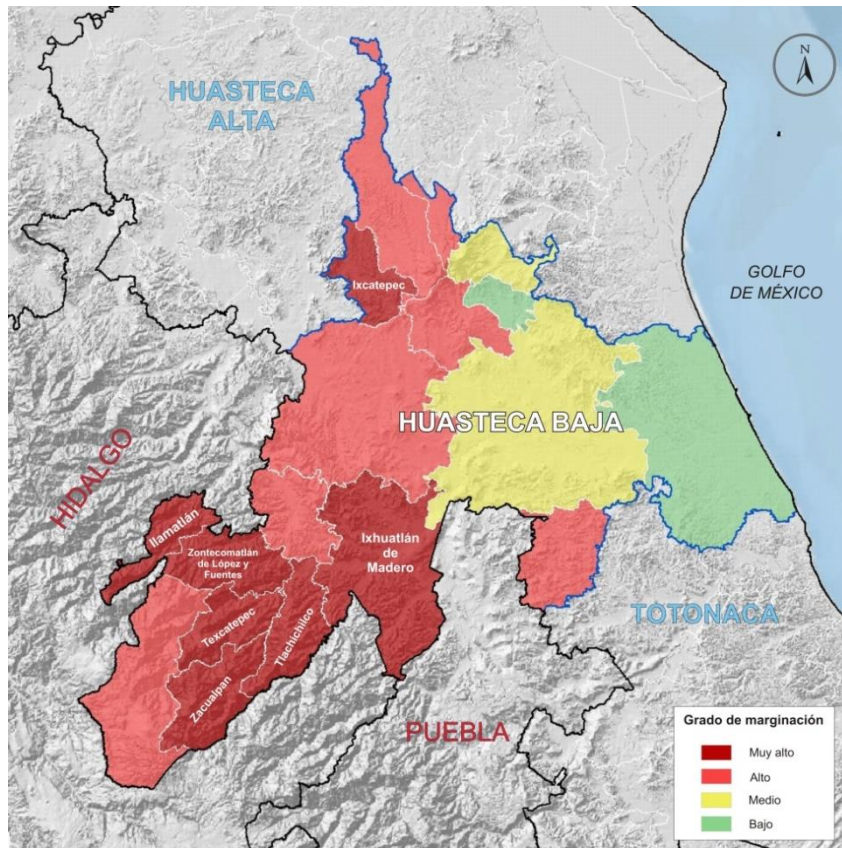 N
HUASTECA
ALTA
GOLFO
DE MÉXICO
Ixcatepec
HUASTECA BAJA
HIDALGO
Ilamatlán
Zontecomatlán
de López y
Fuentes
Ixhuatlán
de
Madero
Texcatepec
Tlachichilco
Zacualpan
TOTONACA
PUEBLA
Grado de marginación
Muy alto
Alto
Medio
Bajo